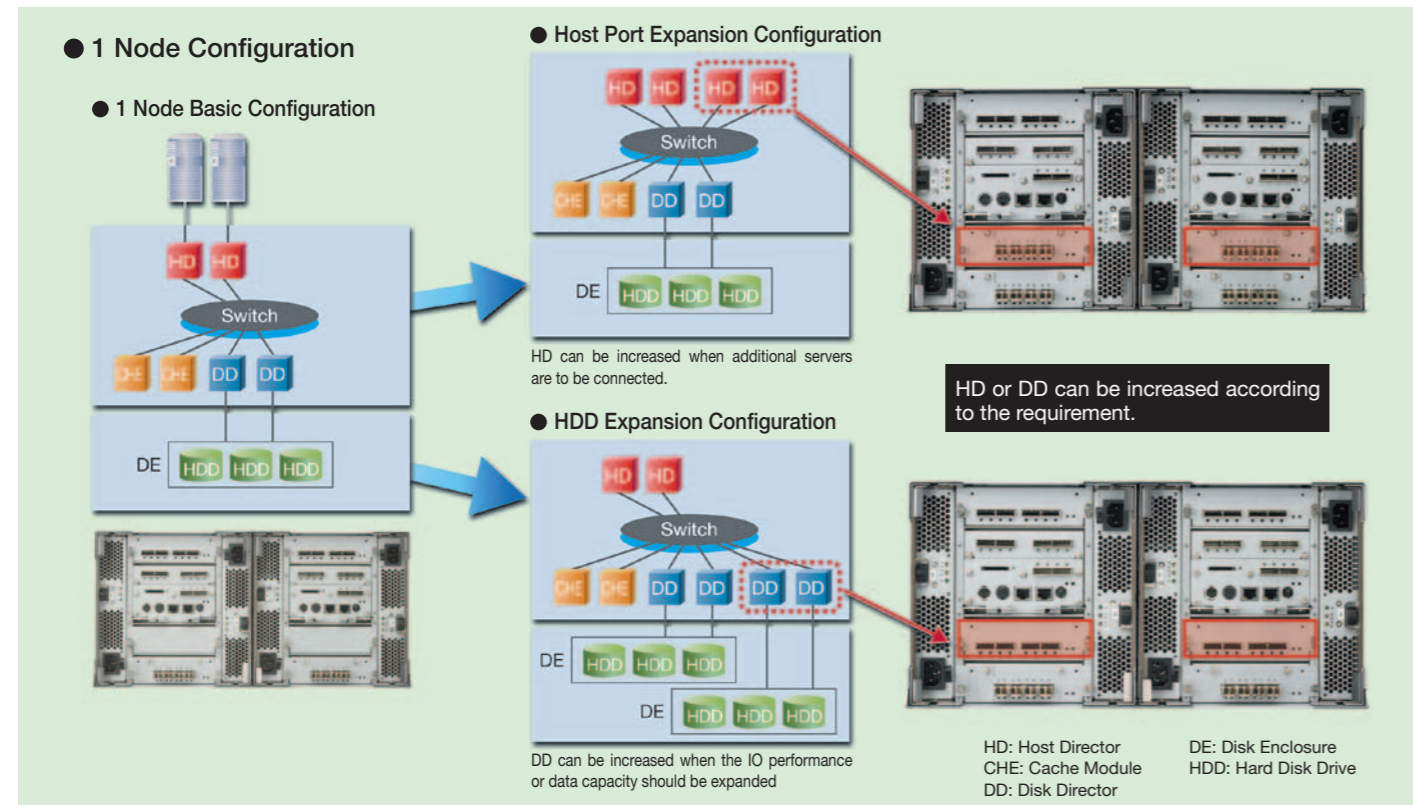 ● 1 Node Configuration
● 1 Node Basic Configuration
HD HD
Switch
CHE CHE DD DD
DE HDD HDD HDD
● Host Port Expansion Configuration
HD HD HD HD
Switch
CHE CHE DD DD
DE HDD HDD HDD
HD can be increased when additional servers
are to be connected.
● HDD Expansion Configuration
HD HD
Switch
CHE CHE DD DD DD DD
DE HDD HDD HDD
DE HDD HDD HDD
DD can be increased when the IO performance
or data capacity should be expanded
HD or DD can be increased according
to the requirement.
HD: Host Director
CHE: Cache Module
DD: Disk Director
DE: Disk Enclosure
HDD: Hard Disk Drive